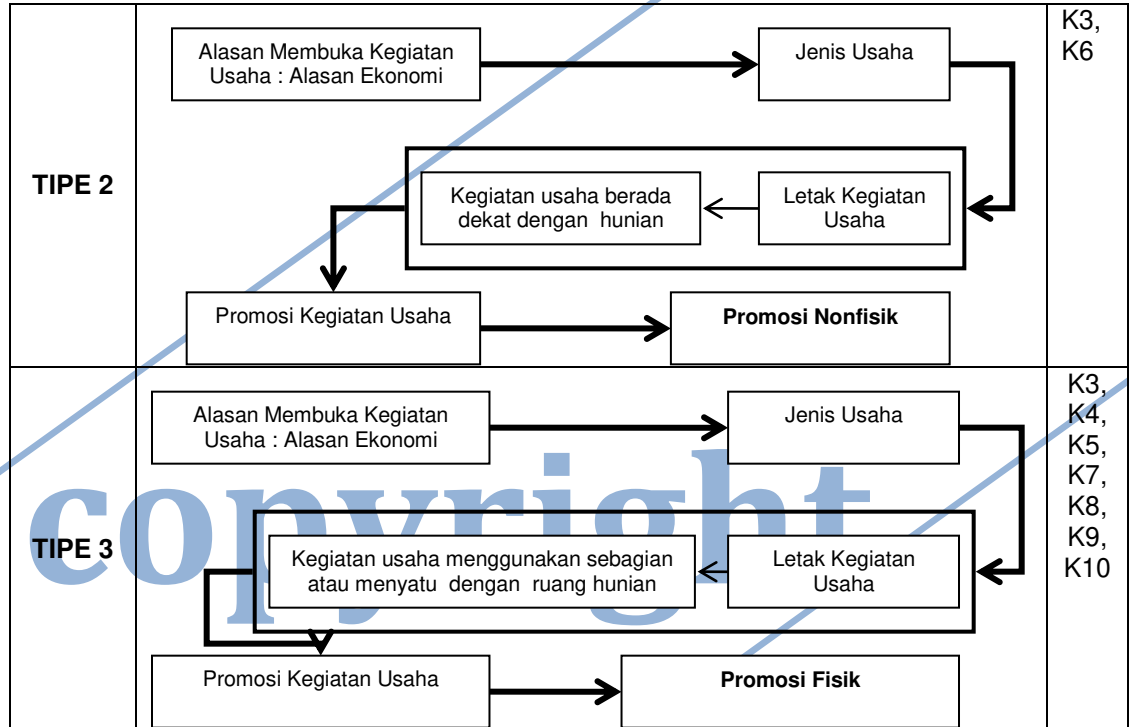 TIPE 2
Alasan Membuka Kegiatan
Usaha : Alasan Ekonomi
Jenis Usaha
Kegiatan usaha berada
dekat dengan hunian
Letak Kegiatan
Usaha
Promosi Kegiatan Usaha
Promosi Nonfisik
K3,
K6
TIPE 3
Alasan Membuka Kegiatan
Usaha : Alasan Ekonomi
Jenis Usaha
Kegiatan usaha menggunakan sebagian
atau menyatu dengan ruang hunian
Letak Kegiatan
Usaha
Promosi Kegiatan Usaha
Promosi Fisik
K3,
K4,
K5,
K7,
K8,
K9,
K10
copyright